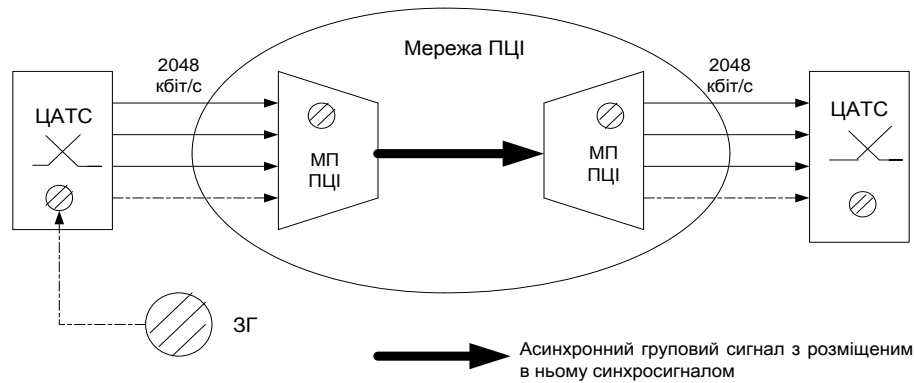 Мережа ПЦІ
2048
кбіт/с
2048
кбіт/с
ЦАТС
МП
ПЦІ
МП
ПЦІ
ЦАТС
ЗГ
Асинхронний груповий сигнал з розміщеним
в ньому синхросигналом